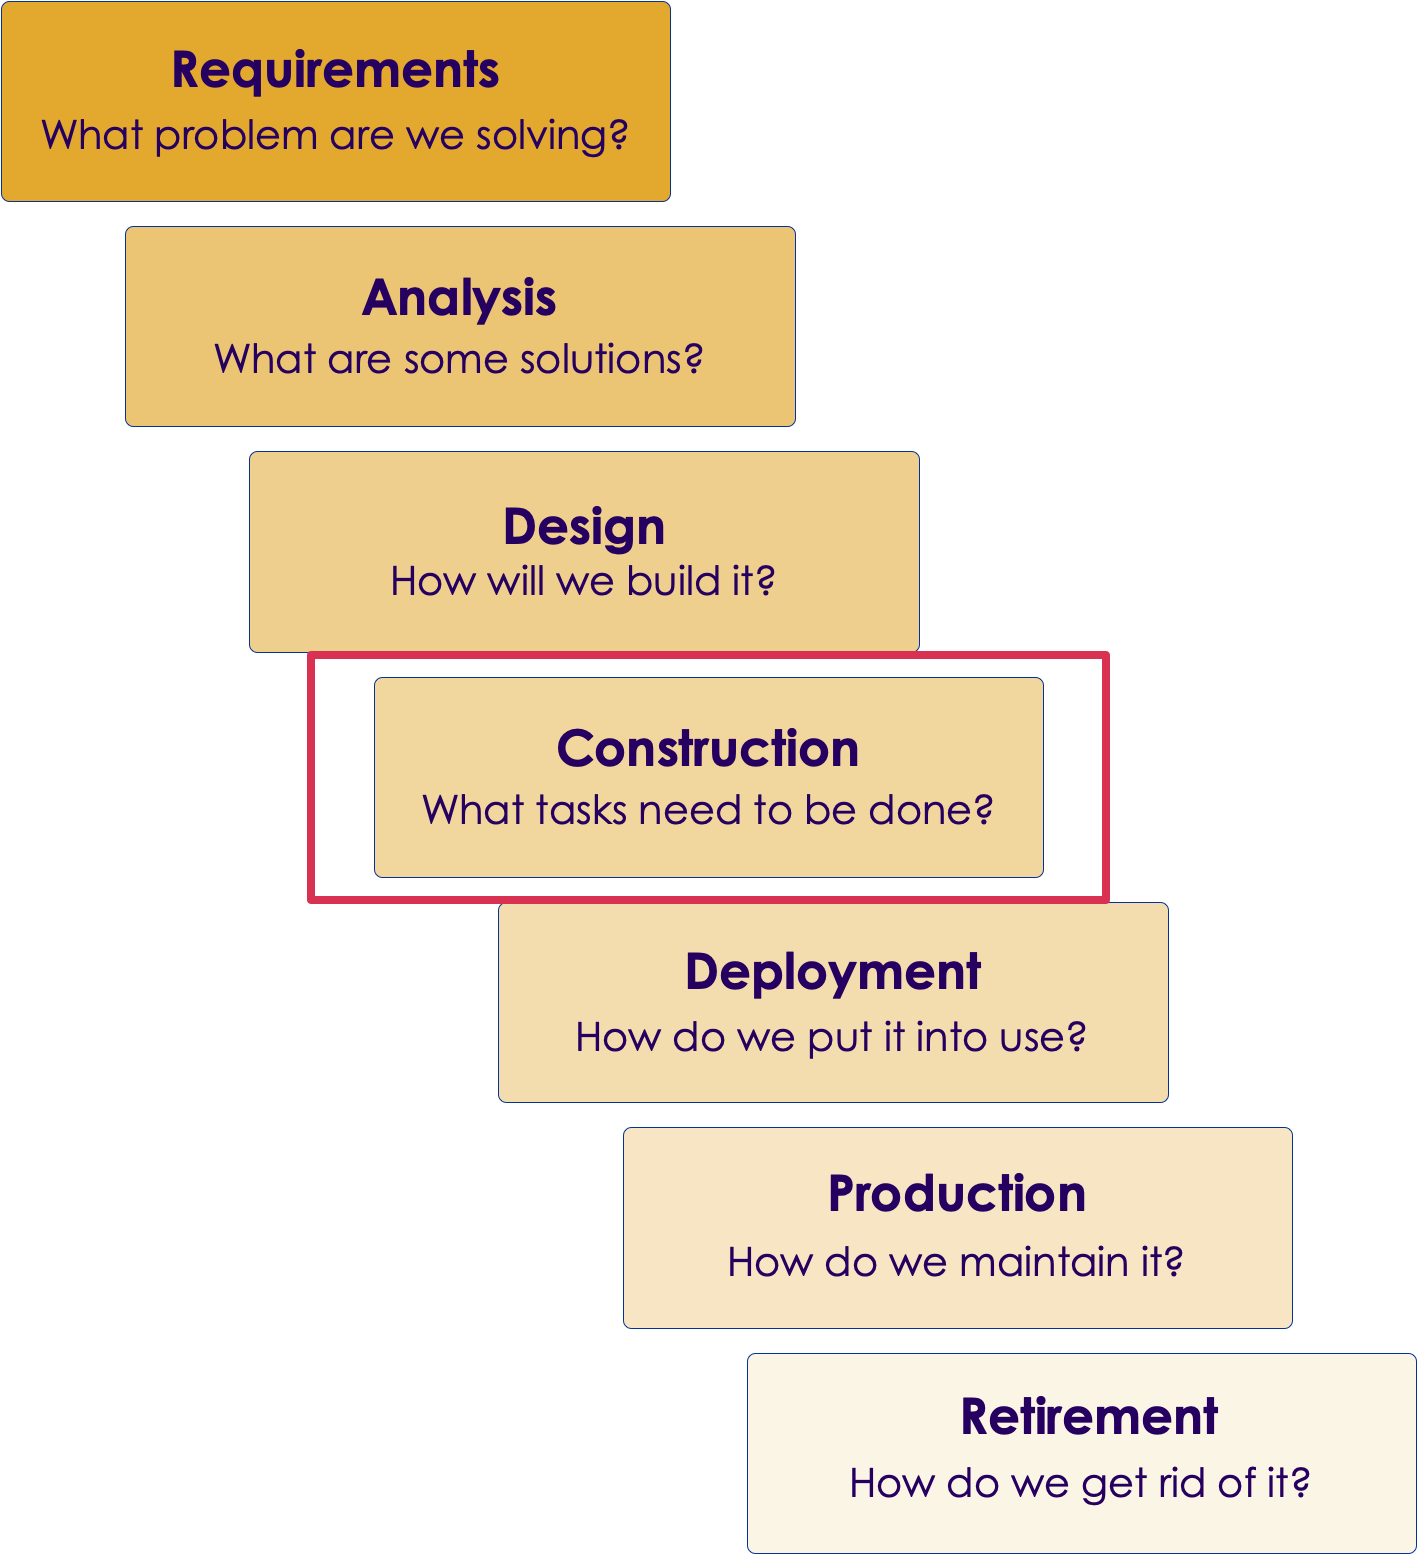 Requirements
What problem are we solving?
Analysis
What are some solutions?
Design
How will we build it?
Construction
What tasks need to be done?
Deployment
How do we put it into use?
Production
How do we maintain it?
Retirement
How do we get rid of it?